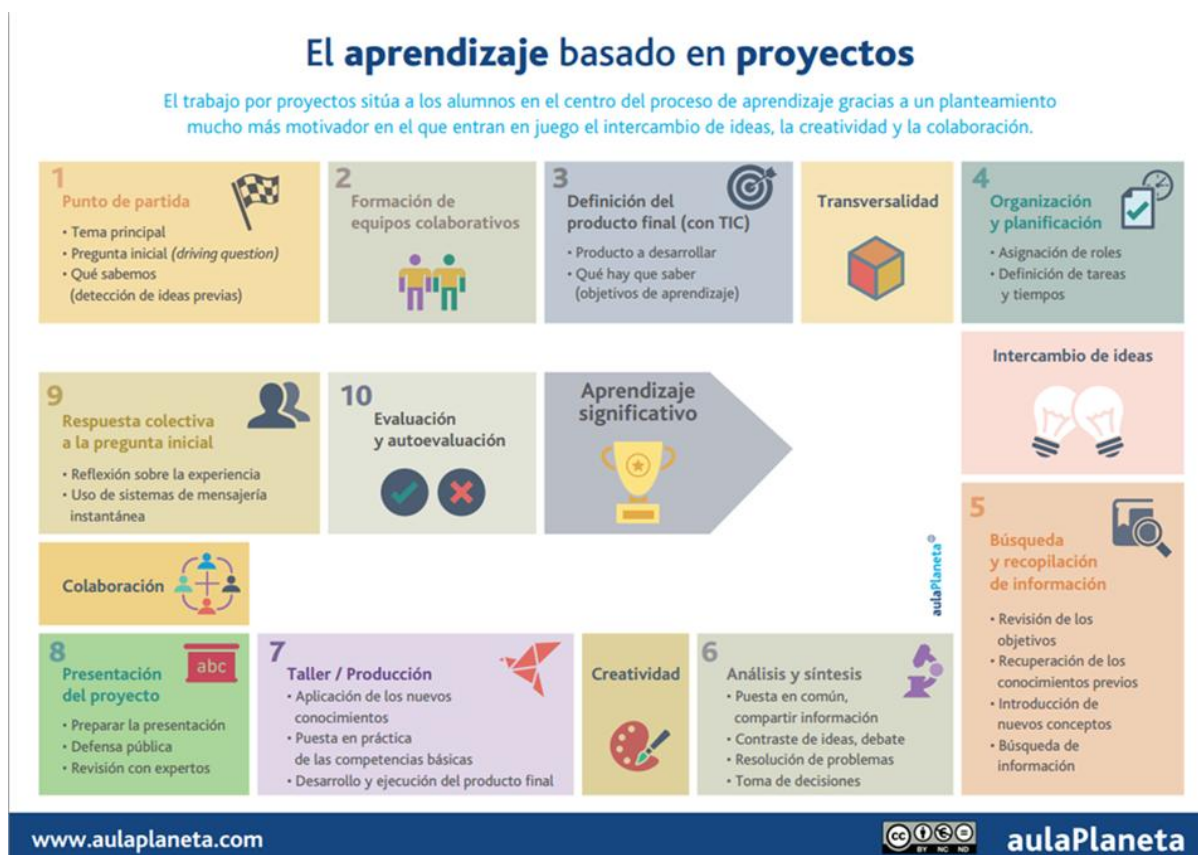 El aprendizaje basado en proyectos
El trabajo por proyectos sitúa a los alumnos en el centro del proceso de aprendizaje gracias a un planteamiento
mucho más motivador en el que entran en juego el intercambio de ideas, la creatividad y la colaboración.
1
Punto de partida
• Tema principal
• Pregunta inicial (driving question)
• Qué sabemos
(detección de ideas previas)
2
Formación de
equipos colaborativos
3
Definición del
producto final (con TIC)
• Producto a desarrollar
• Qué hay que saber
(objetivos de aprendizaje)
Transversalidad
4
Organización
y planificación
• Asignación de roles
• Definición de tareas
y tiempos
Intercambio de ideas
5
Búsqueda
y recopilación
de información
• Revisión de los
objetivos
• Recuperación de los
conocimientos previos
• Introducción de
nuevos conceptos
• Búsqueda de
información
6
Análisis y síntesis
• Puesta en común,
compartir información
• Contraste de ideas, debate
• Resolución de problemas
• Toma de decisiones
Creatividad
7
Taller / Producción
• Aplicación de los nuevos
conocimientos
• Puesta en práctica
de las competencias básicas
• Desarrollo y ejecución del producto final
8
Presentación
del proyecto
abc
• Preparar la presentación
• Defensa pública
• Revisión con expertos
Colaboración
9
Respuesta colectiva
a la pregunta inicial
• Reflexión sobre la experiencia
• Uso de sistemas de mensajería
instantánea
10
Evaluación
y autoevaluación
Aprendizaje
significativo
aulaPlaneta
www.aulaplaneta.com
cc
BY NC ND
aulaPlaneta